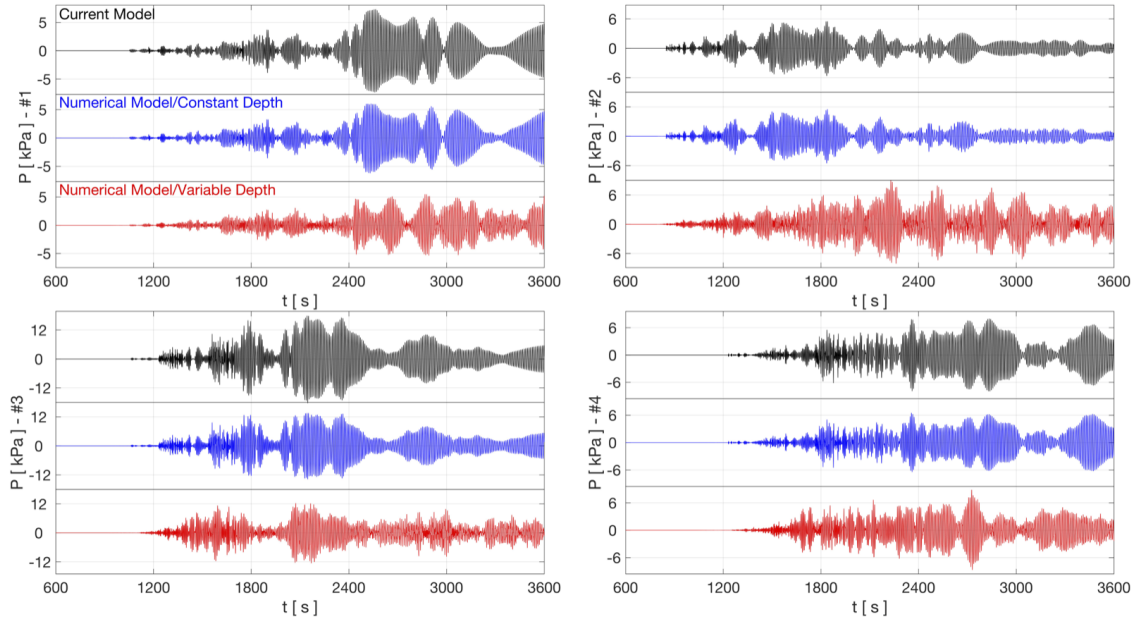 Current Model
5
0
-5
Numerical Model/Constant Depth
5
0
-5
Numerical Model/Variable Depth
5
0
-5
P [ kPa ] - #1
600 1200 1800 2400 3000 3600
t [ s ]
6
0
-6
6
0
-6
6
0
-6
P [ kPa ] - #2
600 1200 1800 2400 3000 3600
t [ s ]
12
0
-12
12
0
-12
12
0
-12
P [ kPa ] - #3
600 1200 1800 2400 3000 3600
t [ s ]
6
0
-6
6
0
-6
6
0
-6
P [ kPa ] - #4
600 1200 1800 2400 3000 3600
t [ s ]